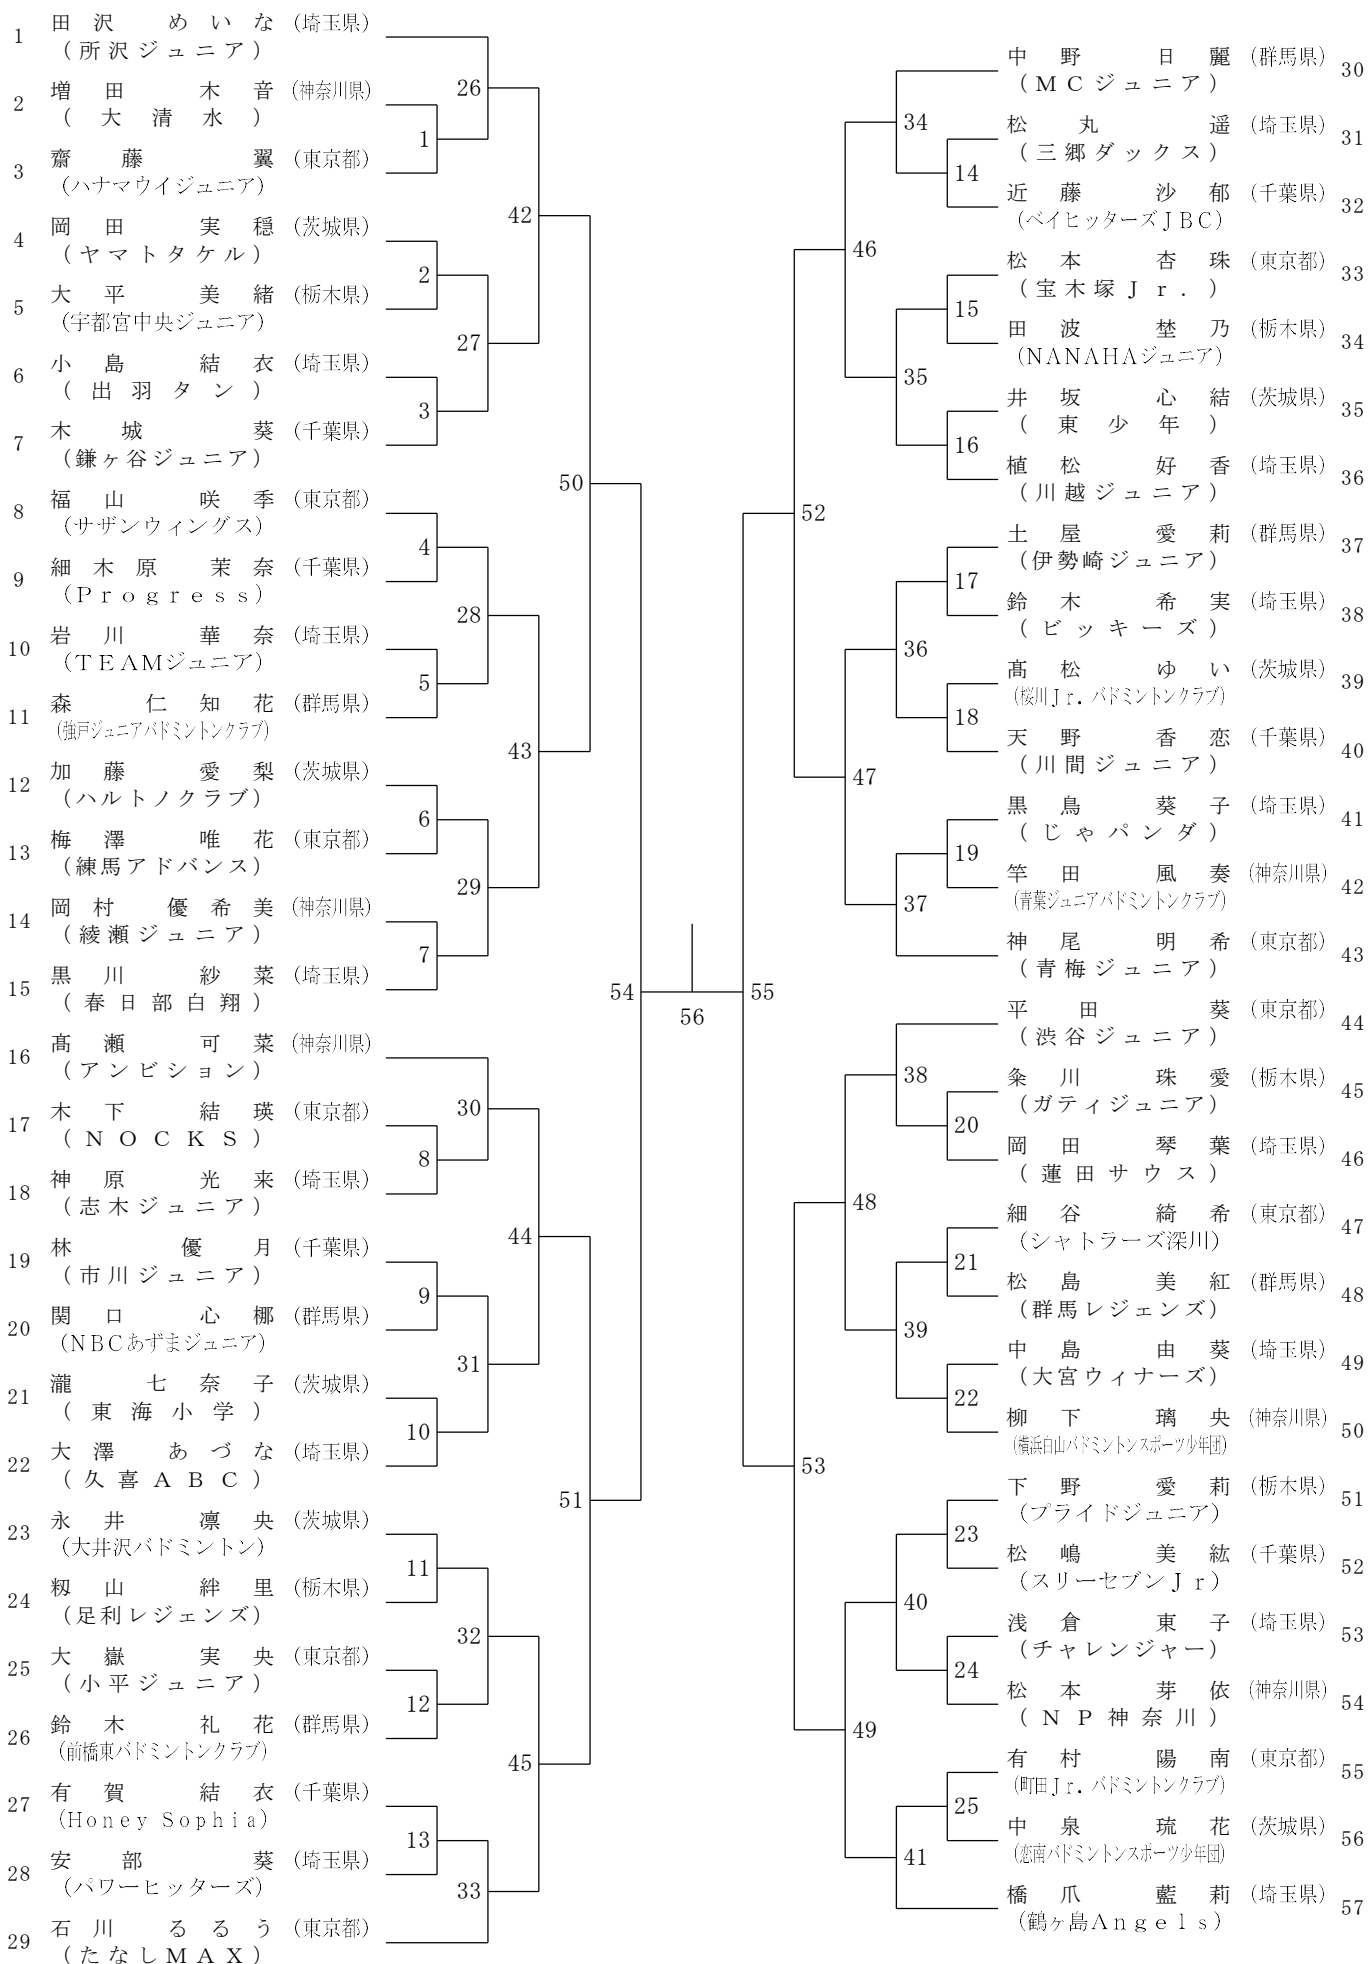 1 田沢 めいな (埼玉県)
(所沢ジュニア)
2 増田 木音 (神奈川県)
(大清水)
3 齋藤 翼 (東京都)
(ハナマウイジュニア)
4 岡田 実穏 (茨城県)
(ヤマトタケル)
5 大平 美緒 (栃木県)
(宇都宮中央ジュニア)
6 小島 結衣 (埼玉県)
(出羽タン)
7 木城 葵 (千葉県)
(鎌ヶ谷ジュニア)
8 福山 咲季 (東京都)
(サザンウィングス)
9 細木原 茉奈 (千葉県)
(Progress)
10 岩川 華奈 (埼玉県)
(TEAMジュニア)
11 森 仁知花 (群馬県)
(強戸ジュニアバドミントンクラブ)
12 加藤 愛梨 (茨城県)
(ハルトノクラブ)
13 梅澤 唯花 (東京都)
(練馬アドバンス)
14 岡村 優希美 (神奈川県)
(綾瀬ジュニア)
15 黒川 紗菜 (埼玉県)
(春日部白翔)
16 髙瀬 可菜 (神奈川県)
(アンビション)
17 木下 結瑛 (東京都)
(NOCKS)
18 神原 光来 (埼玉県)
(志木ジュニア)
19 林 優月 (千葉県)
(市川ジュニア)
20 関口 心梛 (群馬県)
(NBCあずまジュニア)
21 瀧 七奈子 (茨城県)
(東海小学)
22 大澤 あづな (埼玉県)
(久喜ABC)
23 永井 凛央 (茨城県)
(大井沢バドミントン)
24 籾山 絆里 (栃木県)
(足利レジェンズ)
25 大嶽 実央 (東京都)
(小平ジュニア)
26 鈴木 礼花 (群馬県)
(前橋東バドミントンクラブ)
27 有賀 結衣 (千葉県)
(Honey Sophia)
28 安部 葵 (埼玉県)
(パワーヒッターズ)
29 石川 るるう (東京都)
(たなしMAX)
1
2
3
4
5
6
7
8
9
10
11
12
13
26
27
28
29
30
31
32
33
42
43
44
45
50
51
54
56
55
52
53
46
47
48
49
34
35
36
37
38
39
40
41
14
15
16
17
18
19
20
21
22
23
24
25
中野 日麗 (群馬県) 30
(MCジュニア)
松丸 遥 (埼玉県) 31
(三郷ダックス)
近藤 沙郁 (千葉県) 32
(ベイヒッターズJBC)
松本 杏珠 (東京都) 33
(宝木塚Jr.)
田波 埜乃 (栃木県) 34
(NANAHAジュニア)
井坂 心結 (茨城県) 35
(東少年)
植松 好香 (埼玉県) 36
(川越ジュニア)
土屋 愛莉 (群馬県) 37
(伊勢崎ジュニア)
鈴木 希実 (埼玉県) 38
(ビッキーズ)
髙松 ゆい (茨城県) 39
(桜川Jr.バドミントンクラブ)
天野 香恋 (千葉県) 40
(川間ジュニア)
黒鳥 葵子 (埼玉県) 41
(じゃパンダ)
竿田 風奏 (神奈川県) 42
(青葉ジュニアバドミントンクラブ)
神尾 明希 (東京都) 43
(青梅ジュニア)
平田 葵 (東京都) 44
(渋谷ジュニア)
粂川 珠愛 (栃木県) 45
(ガティジュニア)
岡田 琴葉 (埼玉県) 46
(蓮田サウス)
細谷 綺希 (東京都) 47
(シャトラーズ深川)
松島 美紅 (群馬県) 48
(群馬レジェンズ)
中島 由葵 (埼玉県) 49
(大宮ウィナーズ)
柳下 璃央 (神奈川県) 50
(横浜白山バドミントンスポーツ少年団)
下野 愛莉 (栃木県) 51
(プライドジュニア)
松嶋 美紘 (千葉県) 52
(スリーセブンJr)
浅倉 東子 (埼玉県) 53
(チャレンジャー)
松本 芽依 (神奈川県) 54
(NP神奈川)
有村 陽南 (東京都) 55
(町田Jr.バドミントンクラブ)
中泉 琉花 (茨城県) 56
(恋南バドミントンスポーツ少年団)
橋爪 藍莉 (埼玉県) 57
(鶴ヶ島Angels)